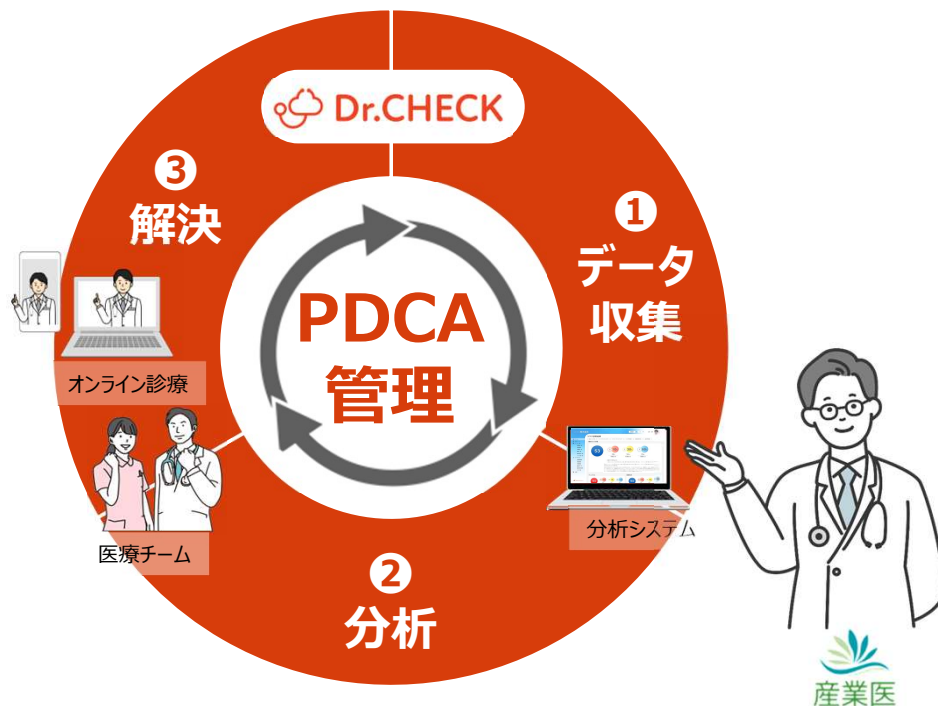 Dr.CHECK
❶
データ
収集
❷
分析
❸
解決
PDCA
管理
オンライン診療
医療チーム
分析システム
産業医